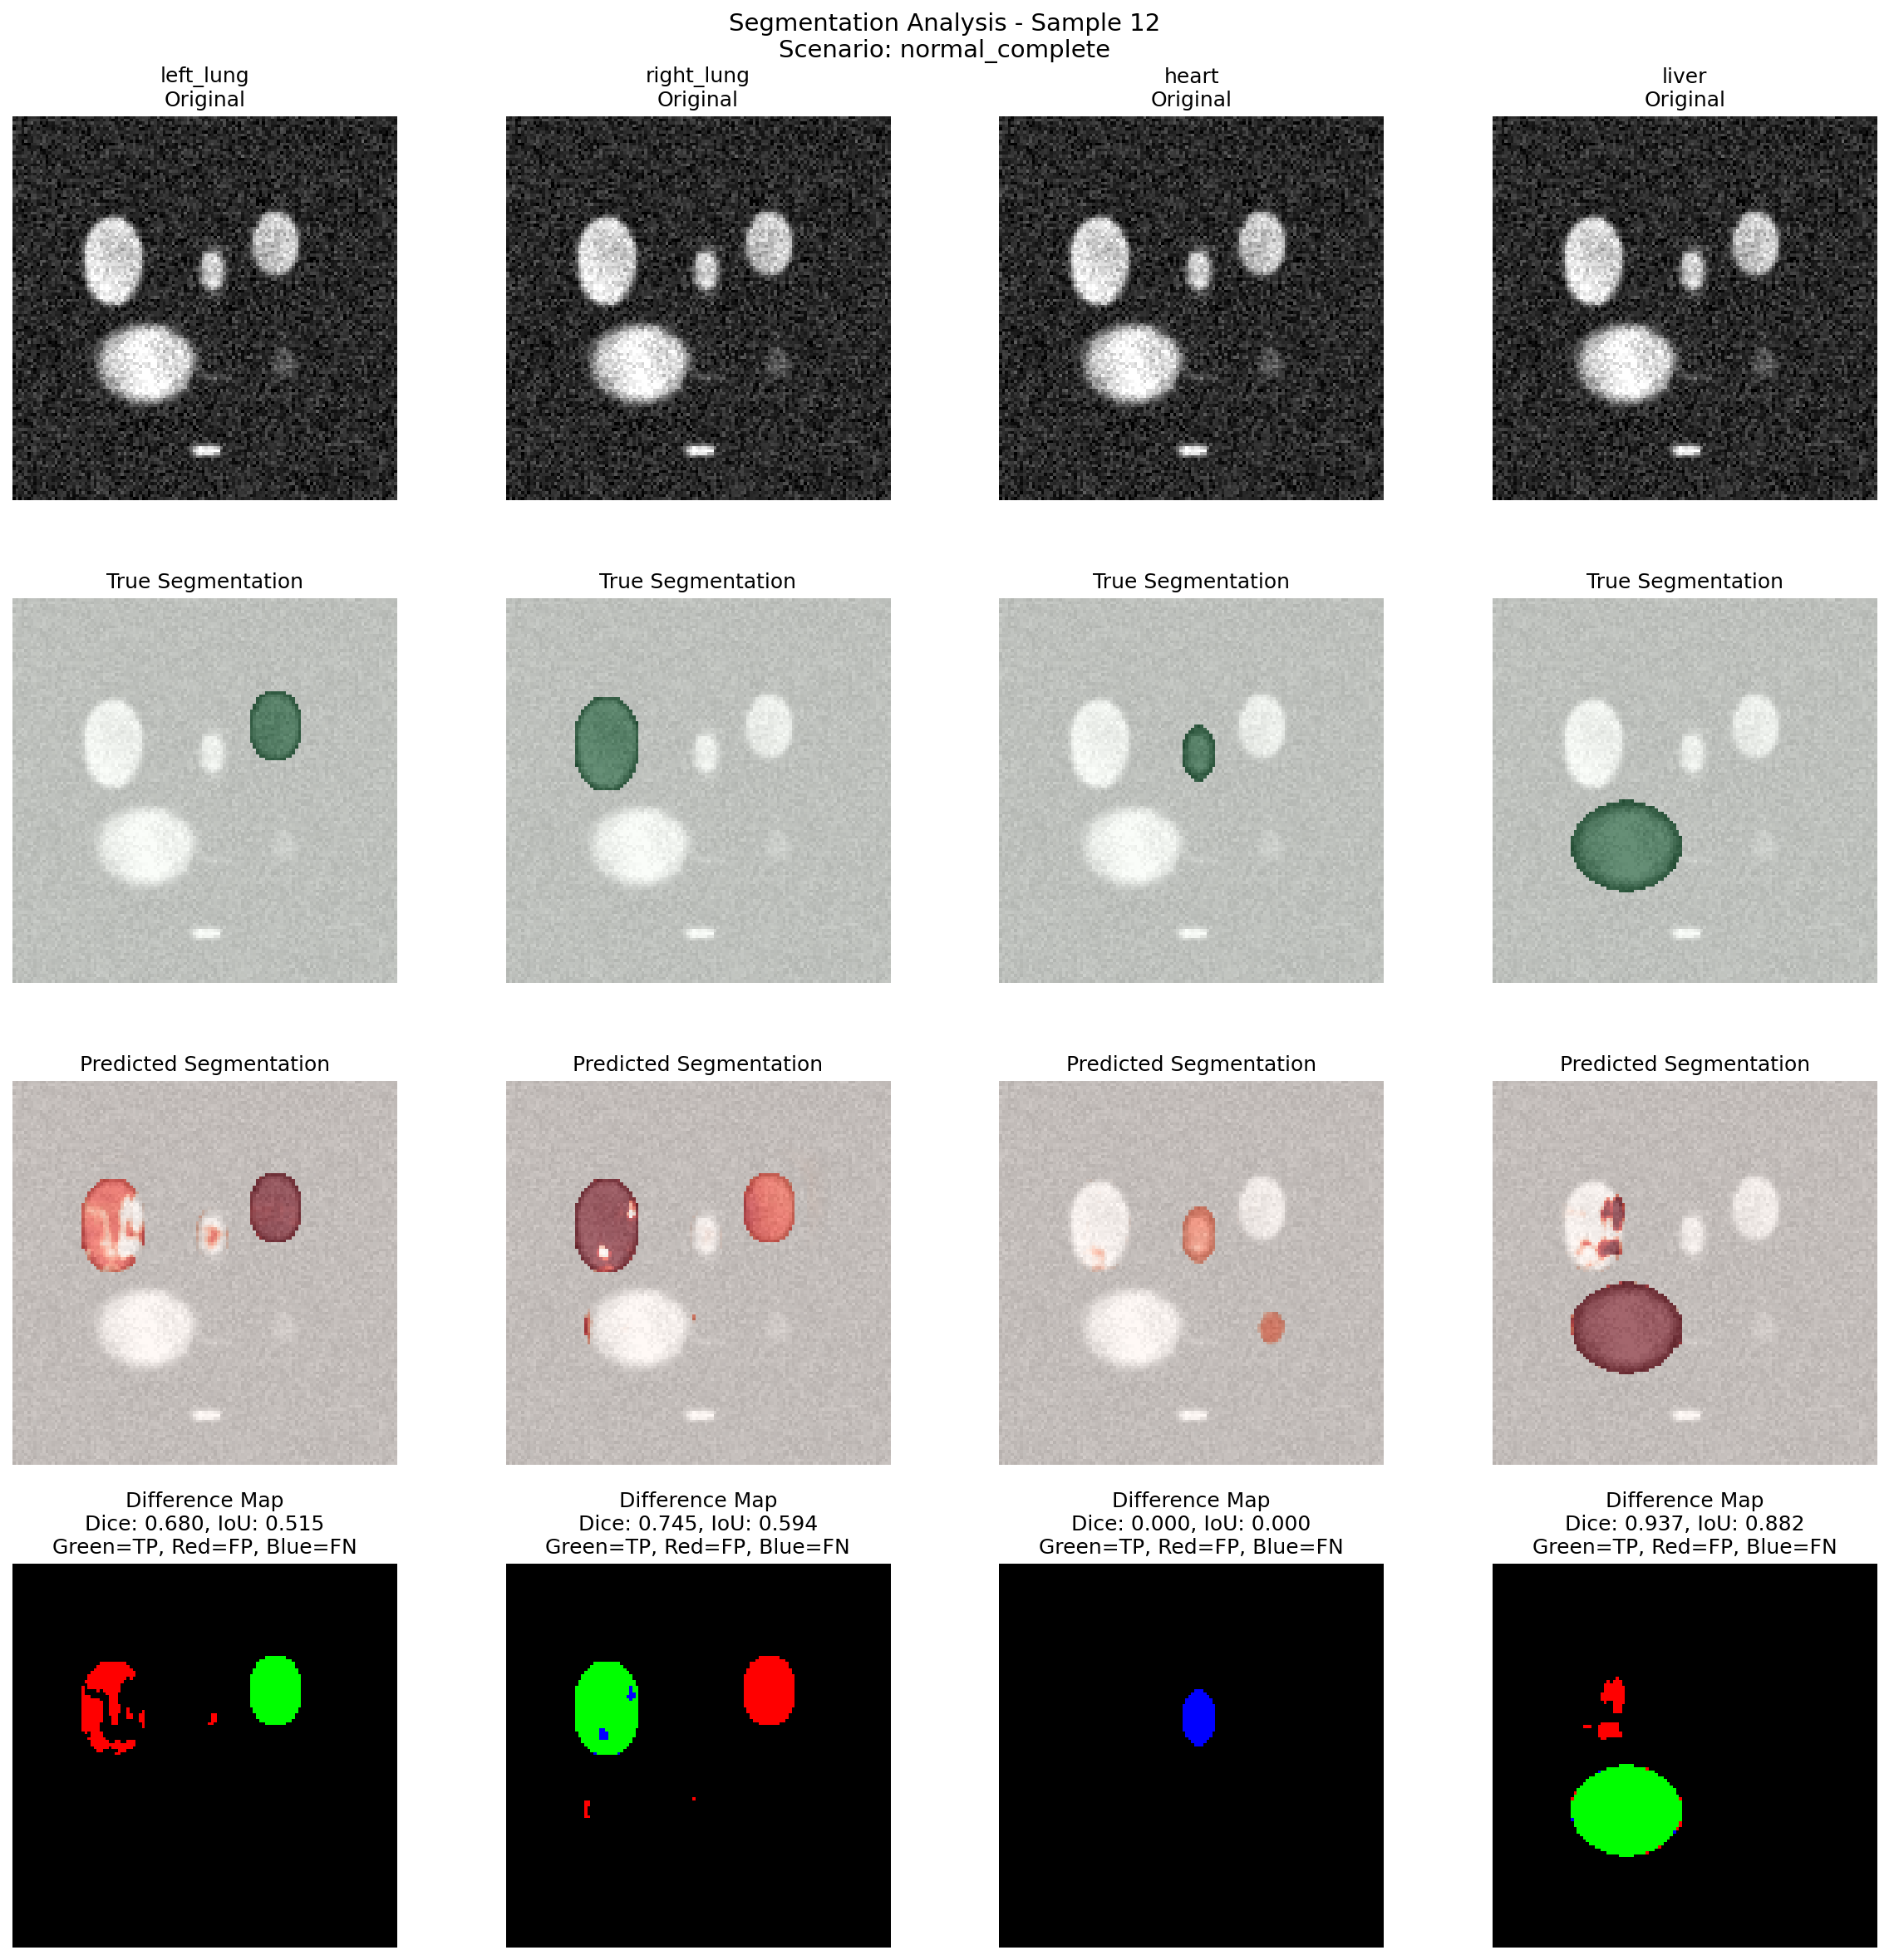 Segmentation Analysis - Sample 12
Scenario: normal_complete
left_lung
Original
right_lung
Original
heart
Original
liver
Original
True Segmentation
True Segmentation
True Segmentation
True Segmentation
Predicted Segmentation
Predicted Segmentation
Predicted Segmentation
Predicted Segmentation
Difference Map
Dice: 0.680, IoU: 0.515
Green=TP, Red=FP, Blue=FN
Difference Map
Dice: 0.745, IoU: 0.594
Green=TP, Red=FP, Blue=FN
Difference Map
Dice: 0.000, IoU: 0.000
Green=TP, Red=FP, Blue=FN
Difference Map
Dice: 0.937, IoU: 0.882
Green=TP, Red=FP, Blue=FN